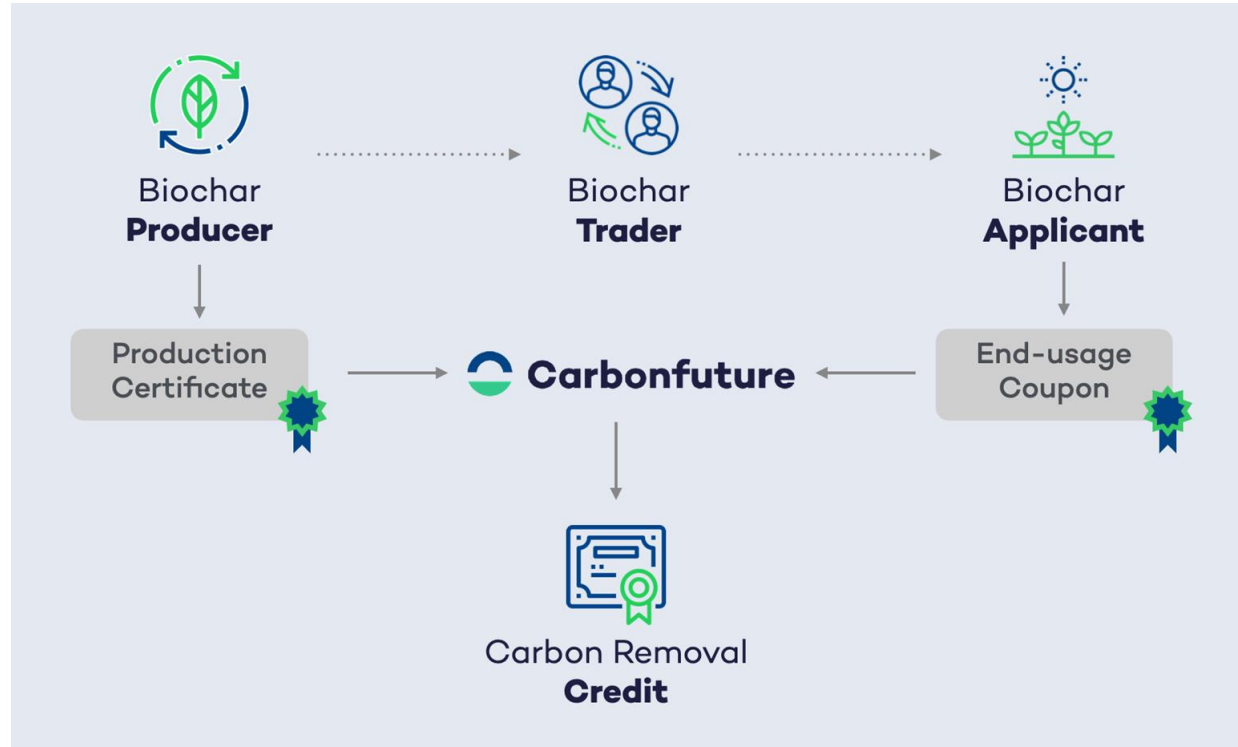 Biochar
Producer
Biochar
Trader
Biochar
Applicant
Production
Certificate
Carbonfuture
End-usage
Coupon
Carbon Removal
Credit